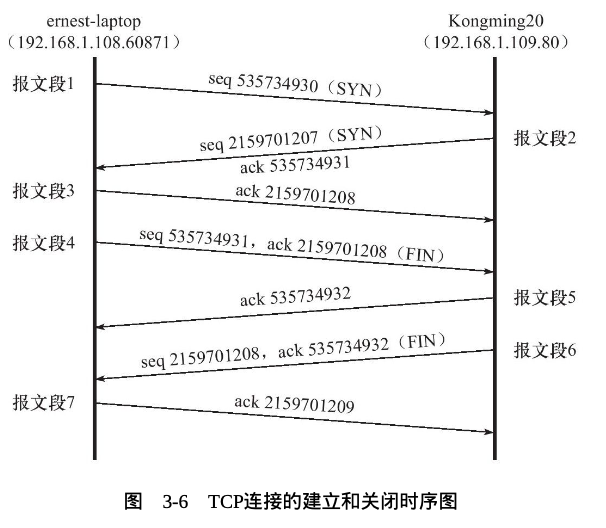 ernest-laptop
（192.168.1.108.60871）
Kongming20
（192.168.1.109.80）
报文段1
seq 535734930（SYN）
seq 2159701207（SYN）
报文段2
ack 535734931
报文段3
ack 2159701208
报文段4
seq 535734931，ack 2159701208（FIN）
ack 535734932
报文段5
seq 2159701208，ack 535734932（FIN）
报文段6
报文段7
ack 2159701209
图 3-6 TCP连接的建立和关闭时序图